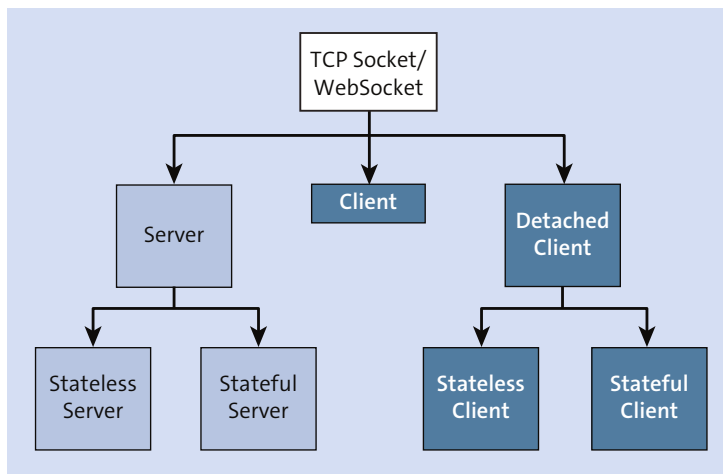 TCP Socket/
WebSocket
Server
Client
Detached
Client
Stateless
Server
Stateful
Server
Stateless
Client
Stateful
Client